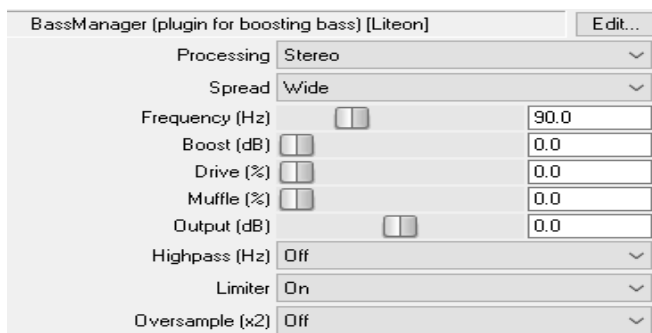 BassManager (plugin for boosting bass) [Liteon] Edit...
Processing Stereo
Spread Wide
Frequency (Hz) 90.0
Boost (dB) 0.0
Drive (%) 0.0
Muffle (%) 0.0
Output (dB) 0.0
Highpass (Hz) Off
Limiter On
Oversample (x2) Off